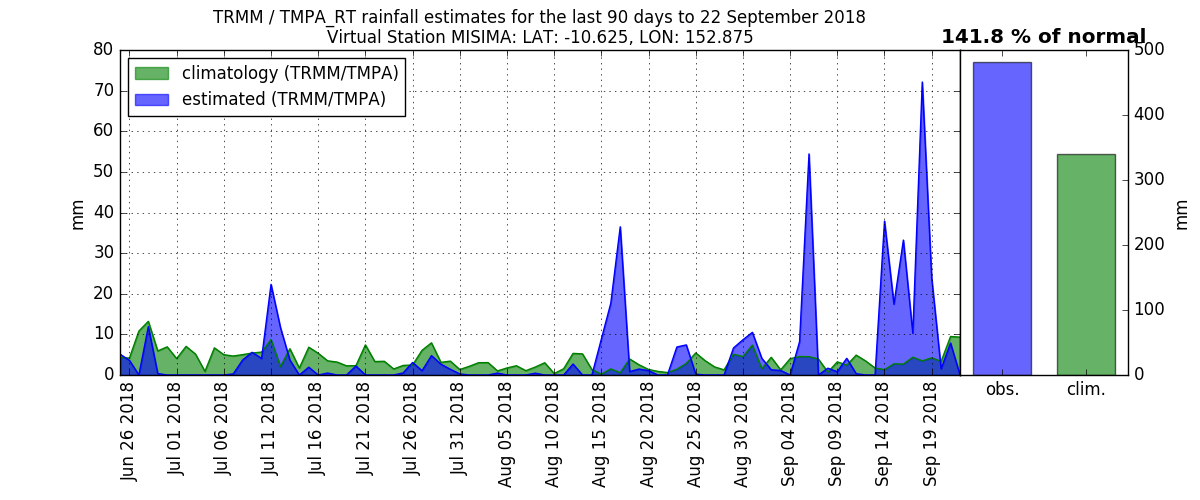 TRMM / TMPA_RT rainfall estimates for the last 90 days to 22 September 2018
Virtual Station MISIMA: LAT: -10.625, LON: 152.875
141.8 % of normal
climatology (TRMM/TMPA)
estimated (TRMM/TMPA)
80
70
60
50
40
30
20
10
0
mm
Jun 26 2018
Jul 01 2018
Jul 06 2018
Jul 11 2018
Jul 16 2018
Jul 21 2018
Jul 26 2018
Jul 31 2018
Aug 05 2018
Aug 10 2018
Aug 15 2018
Aug 20 2018
Aug 25 2018
Aug 30 2018
Sep 04 2018
Sep 09 2018
Sep 14 2018
Sep 19 2018
obs.
clim.
500
400
300
200
100
0
mm